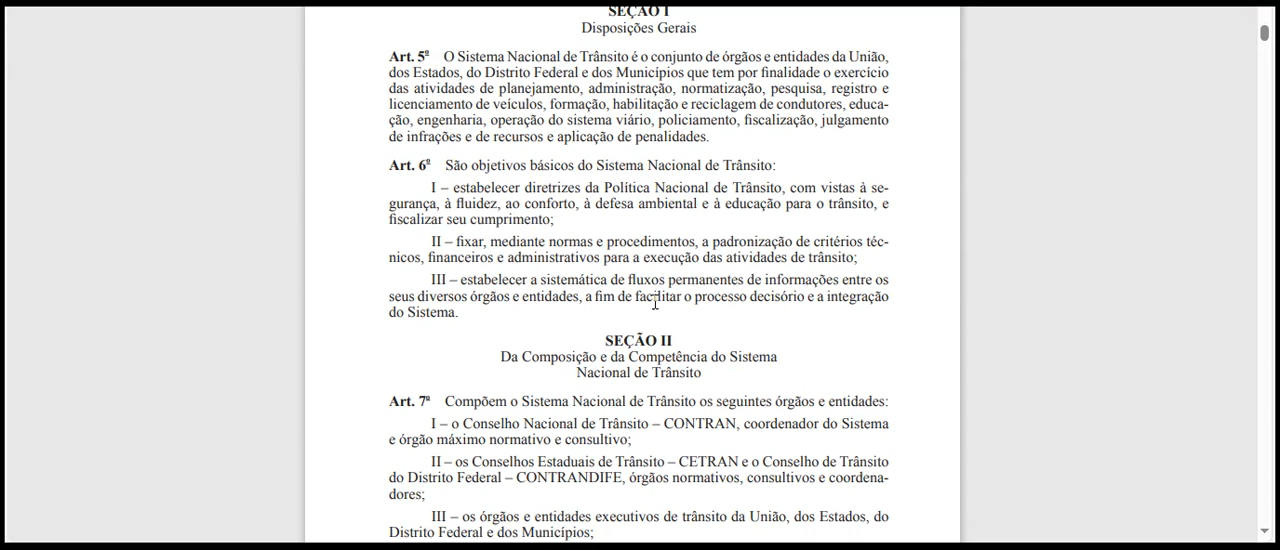 SEÇÃO I
Disposições Gerais
Art. 5º O Sistema Nacional de Trânsito é o conjunto de órgãos e entidades da União,
dos Estados, do Distrito Federal e dos Municípios que tem por finalidade o exercício
das atividades de planejamento, administração, normatização, pesquisa, registro e
licenciamento de veículos, formação, habilitação e reciclagem de condutores, educa-
ção, engenharia, operação do sistema viário, policiamento, fiscalização, julgamento
de infrações e de recursos e aplicação de penalidades.
Art. 6º São objetivos básicos do Sistema Nacional de Trânsito:
I – estabelecer diretrizes da Política Nacional de Trânsito, com vistas à se-
gurança, à fluidez, ao conforto, à defesa ambiental e à educação para o trânsito, e
fiscalizar seu cumprimento;
II – fixar, mediante normas e procedimentos, a padronização de critérios téc-
nicos, financeiros e administrativos para a execução das atividades de trânsito;
III – estabelecer a sistemática de fluxos permanentes de informações entre os
seus diversos órgãos e entidades, a fim de facilitar o processo decisório e a integração
do Sistema.
SEÇÃO II
Da Composição e da Competência do Sistema
Nacional de Trânsito
Art. 7º Compõem o Sistema Nacional de Trânsito os seguintes órgãos e entidades:
I – o Conselho Nacional de Trânsito – CONTRAN, coordenador do Sistema
e órgão máximo normativo e consultivo;
II – os Conselhos Estaduais de Trânsito – CETRAN e o Conselho de Trânsito
do Distrito Federal – CONTRANDIFE, órgãos normativos, consultivos e coordena-
dores;
III – os órgãos e entidades executivos de trânsito da União, dos Estados, do
Distrito Federal e dos Municípios;